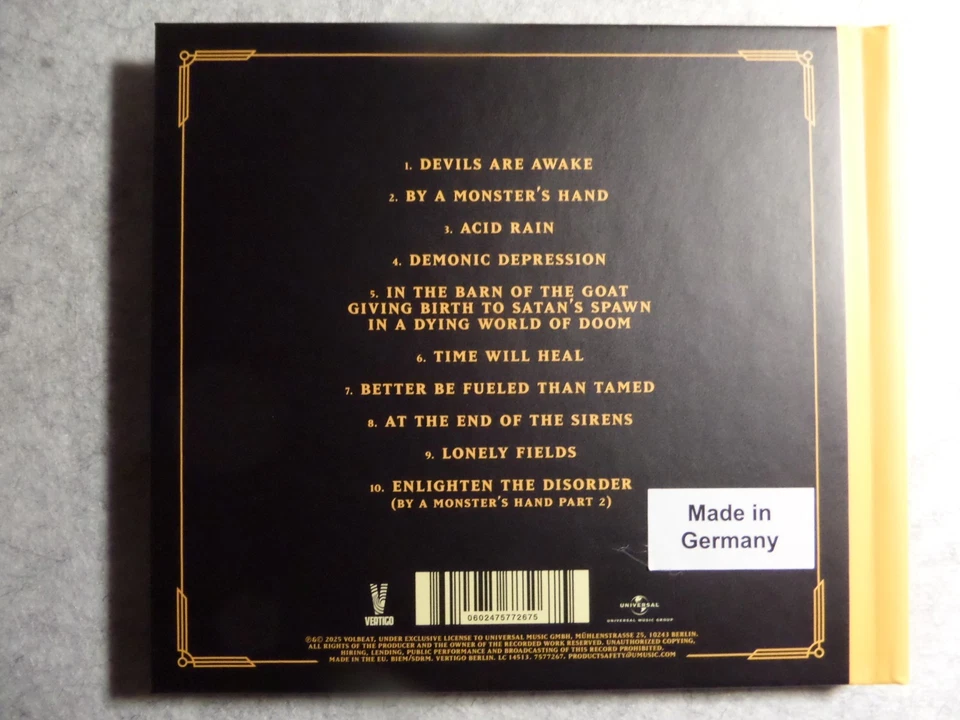 1. DEVILS ARE AWAKE
2. BY A MONSTER'S HAND
3. ACID RAIN
4. DEMONIC DEPRESSION
5. IN THE BARN OF THE GOAT
GIVING BIRTH TO SATAN'S SPAWN
IN A DYING WORLD OF DOOM
6. TIME WILL HEAL
7. BETTER BE FUELED THAN TAMED
8. AT THE END OF THE SIRENS
9. LONELY FIELDS
10. ENLIGHTEN THE DISORDER
(BY A MONSTER'S HAND PART 2)
Made in
Germany
VERTIGO
0602475772675
UNIVERSAL
UNIVERSAL MUSIC GROUP
℗&© 2025 VOLBEAT, UNDER EXCLUSIVE LICENSE TO UNIVERSAL MUSIC GMBH, MÜHLENSTRASSE 25, 10243 BERLIN.
ALL RIGHTS OF THE PRODUCER AND THE OWNER OF THE RECORDED WORK RESERVED. UNAUTHORIZED COPYING,
HIRING, LENDING, PUBLIC PERFORMANCE AND BROADCASTING OF THIS RECORD PROHIBITED.
MADE IN THE EU. BIEM/SDRM. VERTIGO BERLIN. LC 14513. 7577267. PRODUCTSAFETY@UMUSIC.COM